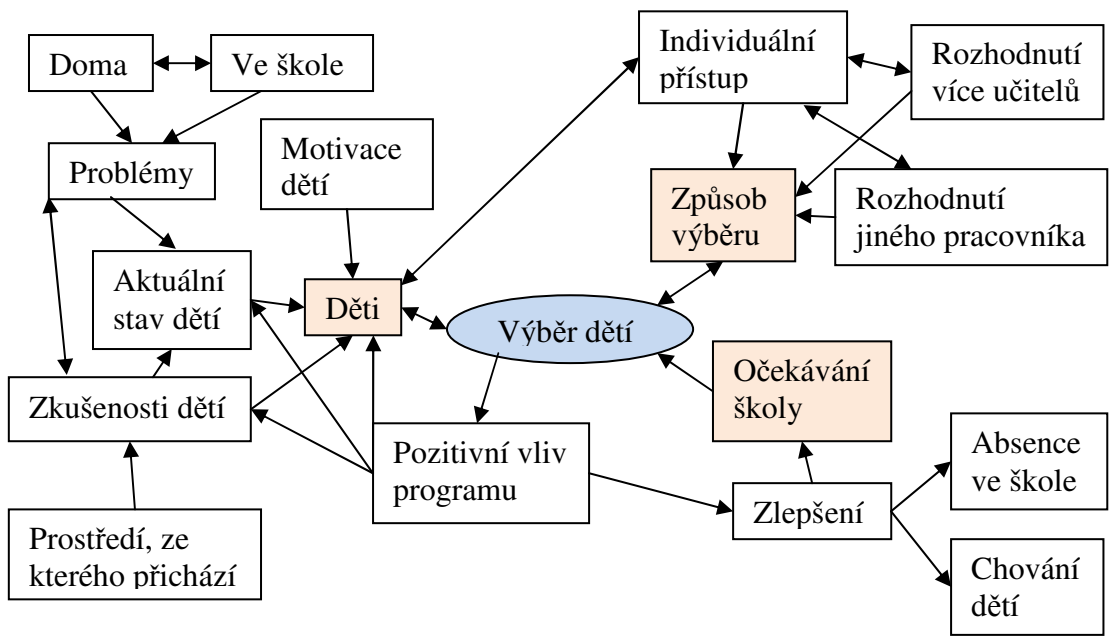 Doma
Ve škole
Individuální
přístup
Rozhodnutí
více učitelů
Problémy
Motivace
dětí
Způsob
výběru
Rozhodnutí
jiného pracovníka
Aktuální
stav dětí
Děti
Výběr dětí
Očekávání
školy
Zkušenosti dětí
Pozitivní vliv
programu
Absence
ve škole
Zlepšení
Prostředí, ze
kterého přichází
Chování
dětí